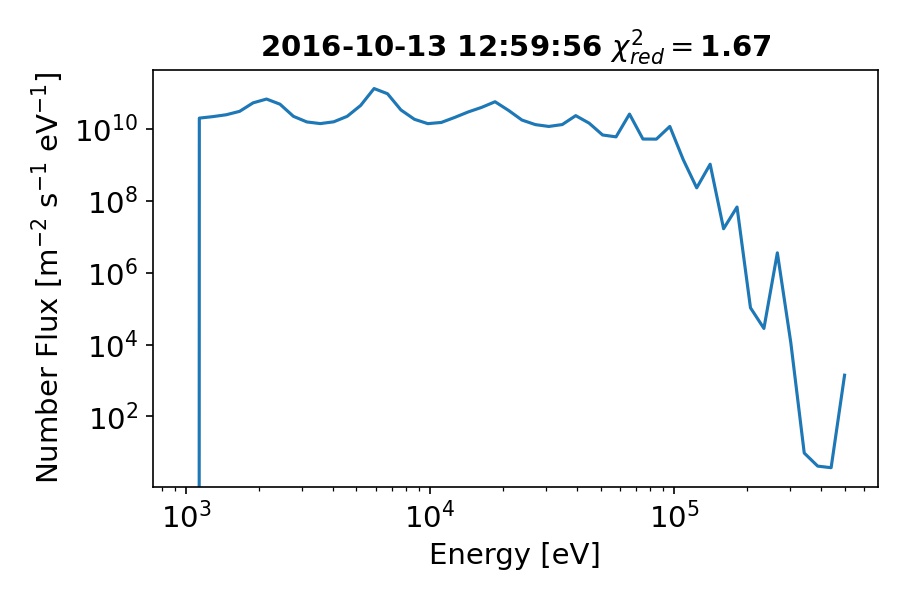 2016-10-13 12:59:56 χ²_red = 1.67
Number Flux [m⁻² s⁻¹ eV⁻¹]
10¹⁰
10⁸
10⁶
10⁴
10²
10³ 10⁴ 10⁵
Energy [eV]